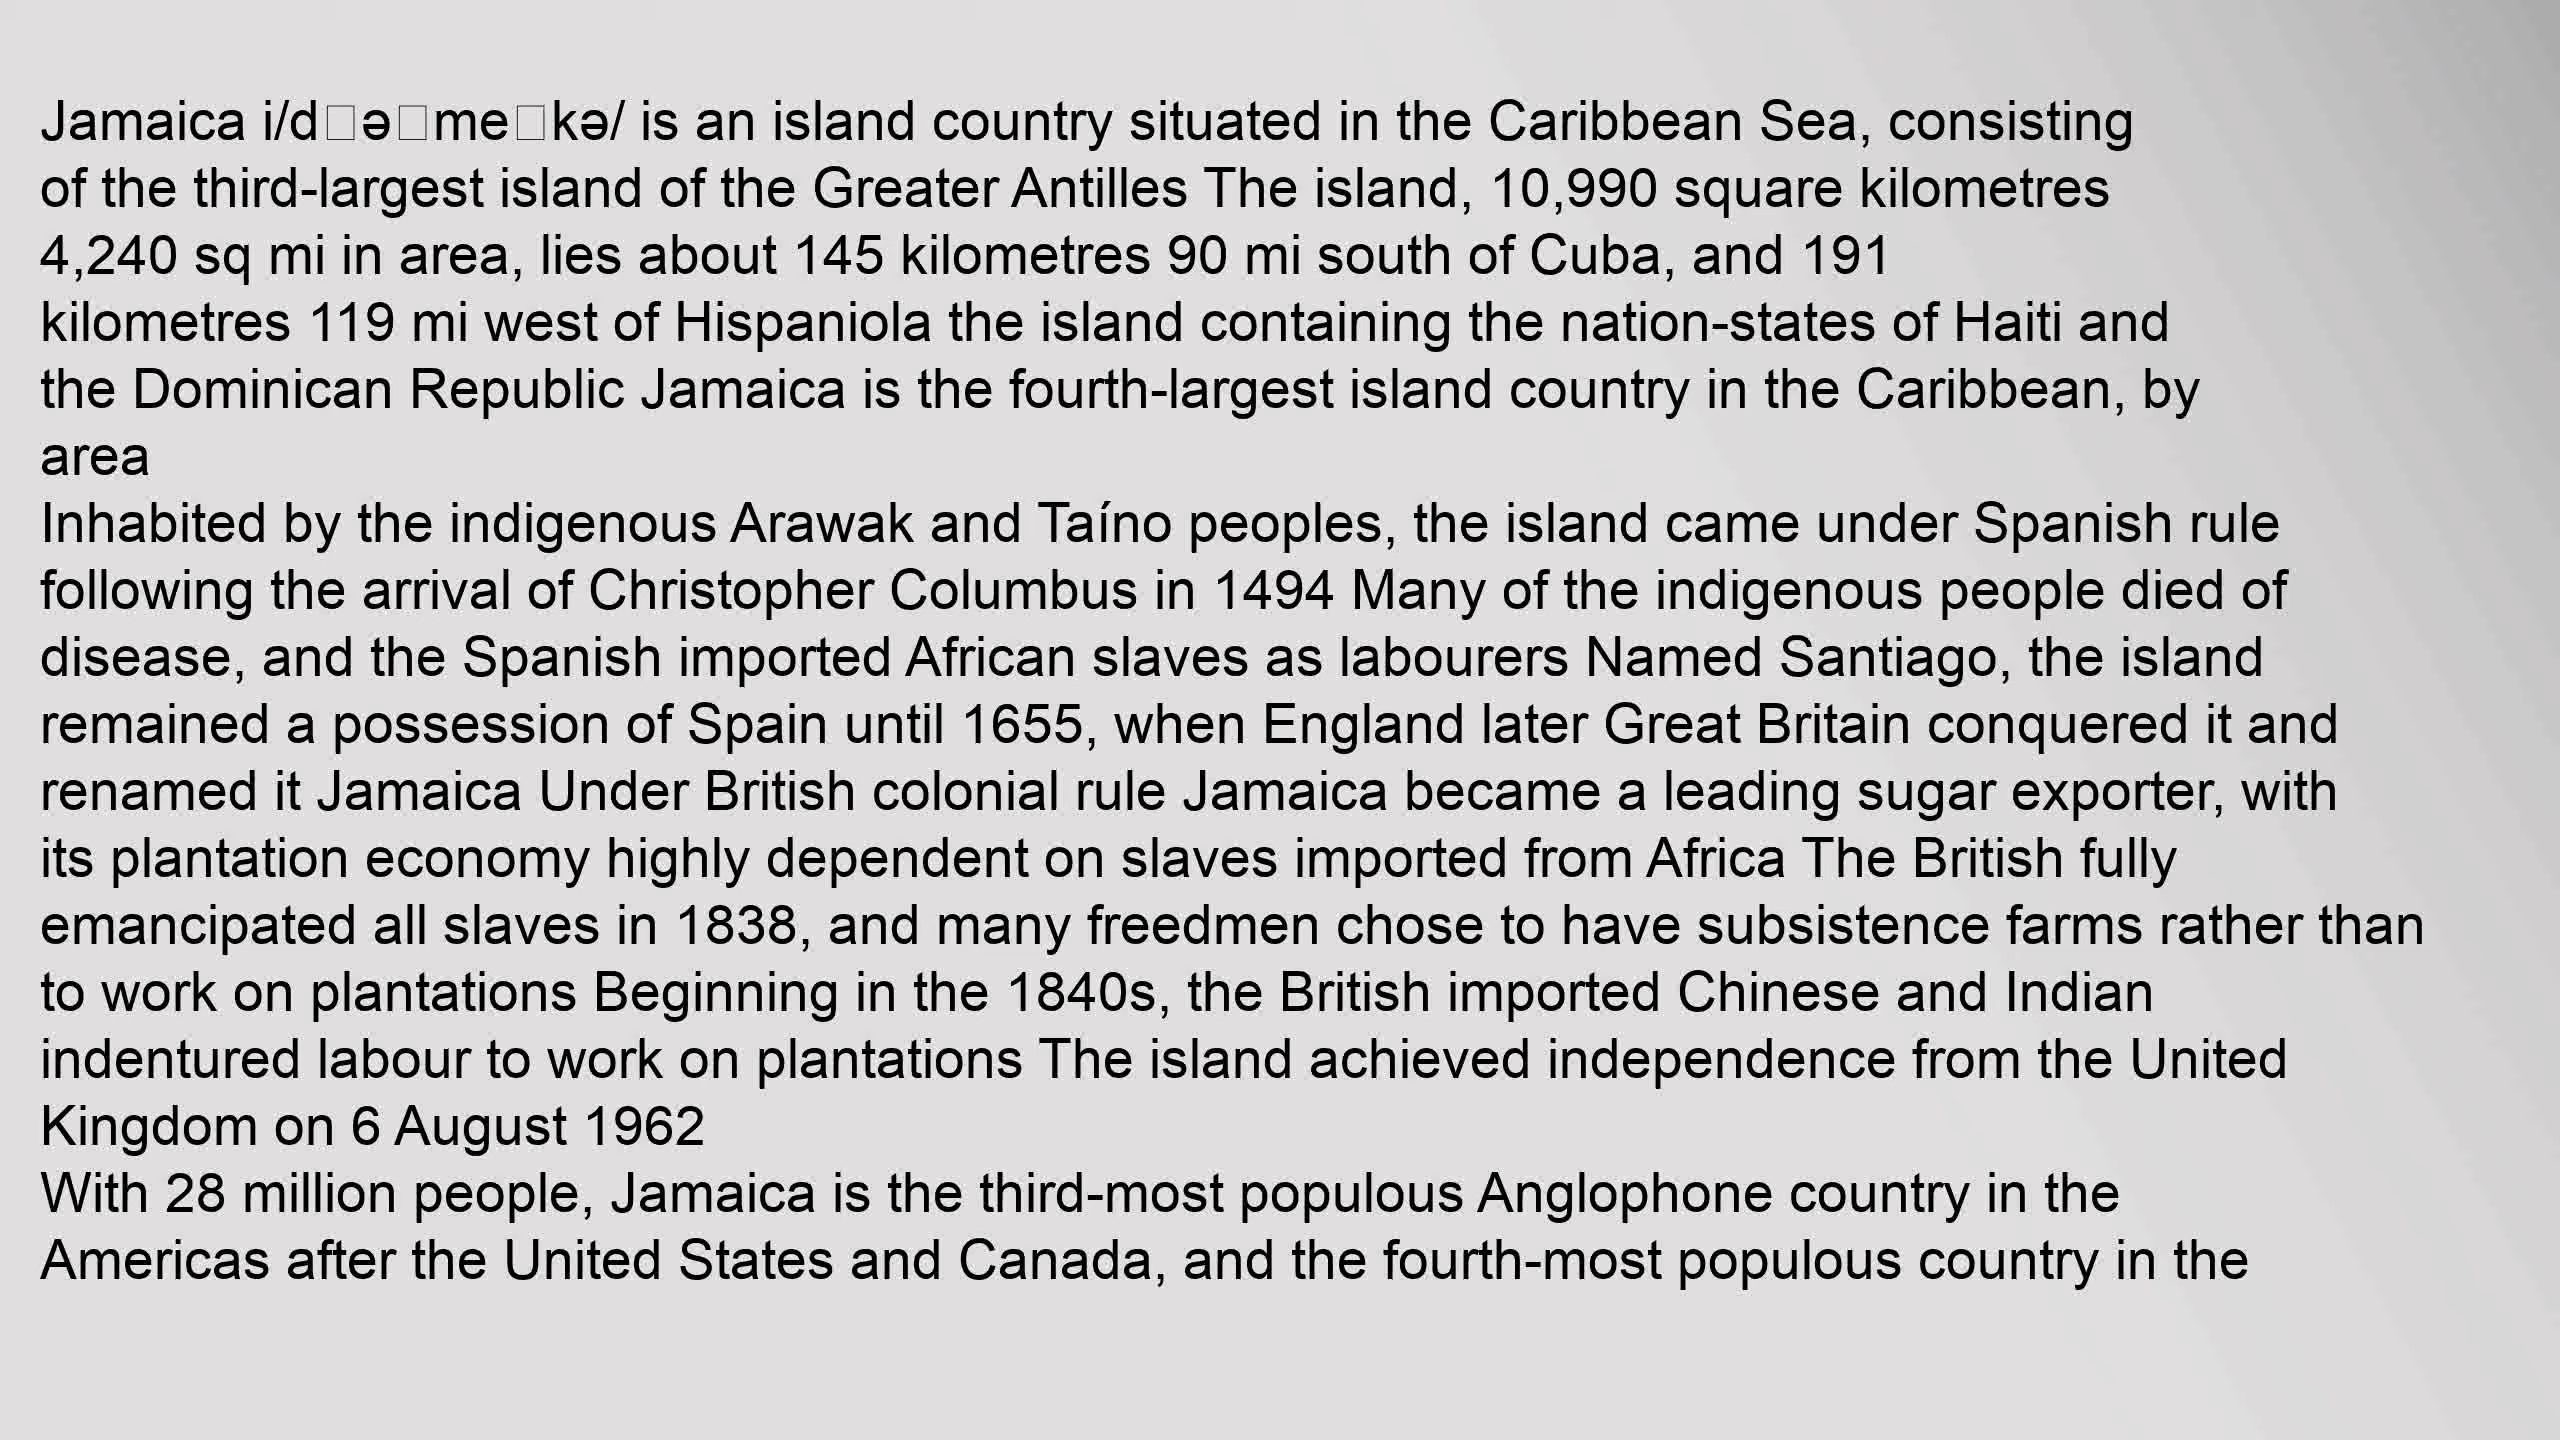 Jamaica i/d□ə□me□kə/ is an island country situated in the Caribbean Sea, consisting
of the third-largest island of the Greater Antilles The island, 10,990 square kilometres
4,240 sq mi in area, lies about 145 kilometres 90 mi south of Cuba, and 191
kilometres 119 mi west of Hispaniola the island containing the nation-states of Haiti and
the Dominican Republic Jamaica is the fourth-largest island country in the Caribbean, by
area
Inhabited by the indigenous Arawak and Taíno peoples, the island came under Spanish rule
following the arrival of Christopher Columbus in 1494 Many of the indigenous people died of
disease, and the Spanish imported African slaves as labourers Named Santiago, the island
remained a possession of Spain until 1655, when England later Great Britain conquered it and
renamed it Jamaica Under British colonial rule Jamaica became a leading sugar exporter, with
its plantation economy highly dependent on slaves imported from Africa The British fully
emancipated all slaves in 1838, and many freedmen chose to have subsistence farms rather than
to work on plantations Beginning in the 1840s, the British imported Chinese and Indian
indentured labour to work on plantations The island achieved independence from the United
Kingdom on 6 August 1962
With 28 million people, Jamaica is the third-most populous Anglophone country in the
Americas after the United States and Canada, and the fourth-most populous country in the